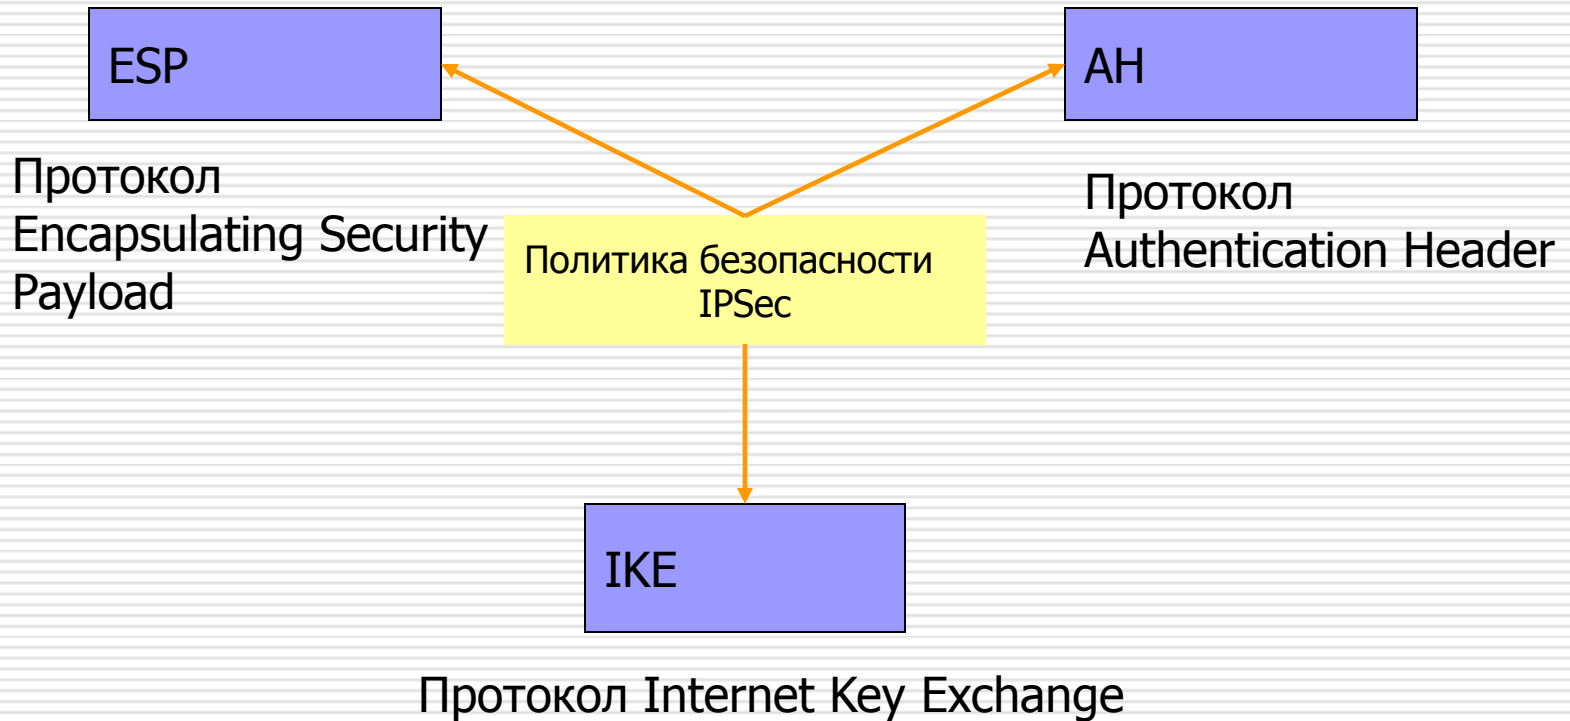 ESP
AH
Протокол
Encapsulating Security
Payload
Протокол
Authentication Header
Политика безопасности
IPSec
IKE
Протокол Internet Key Exchange